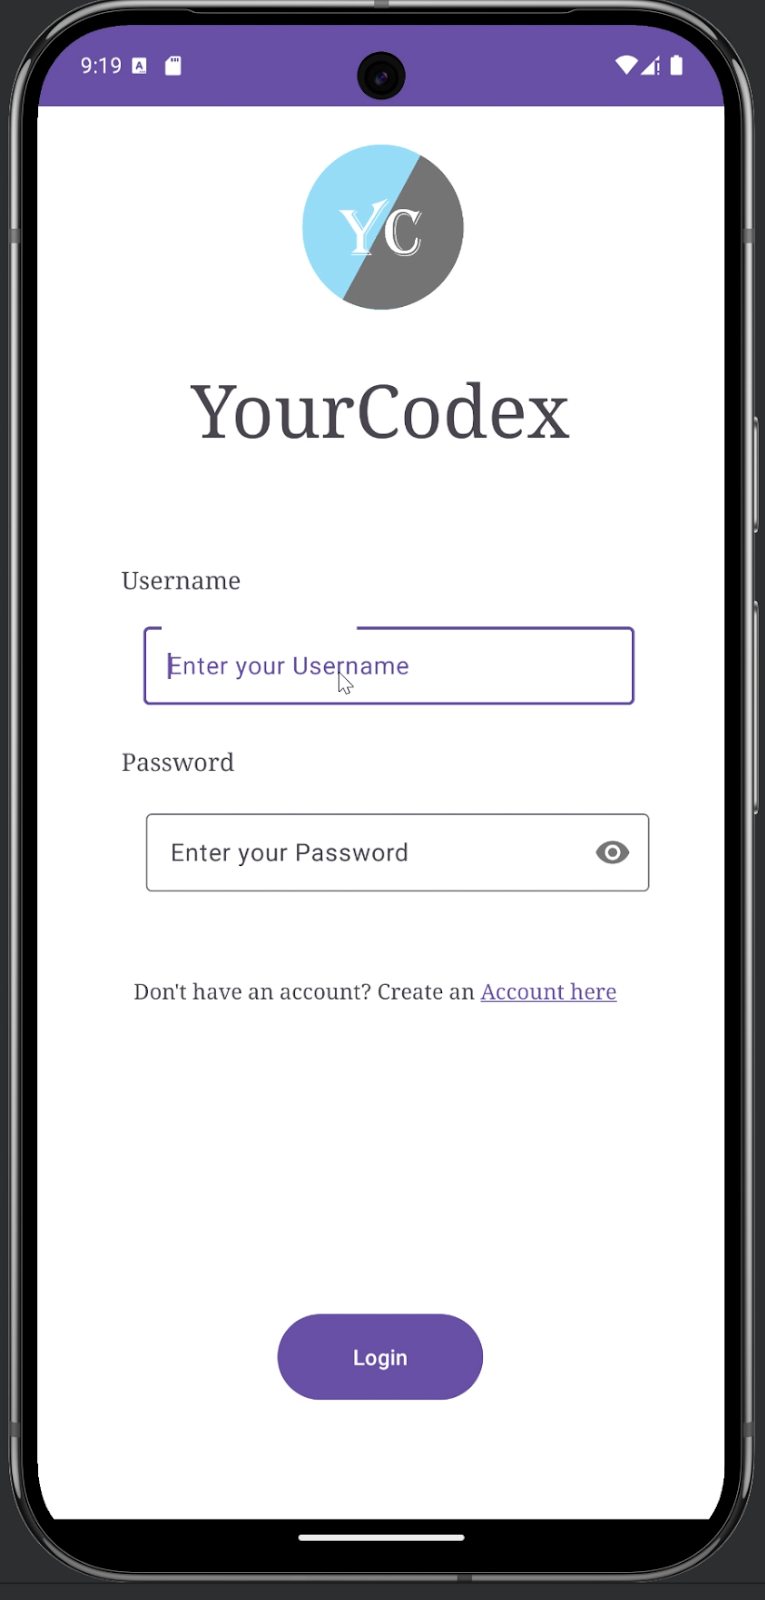 9:19 A
YC
YourCodex
Username
Enter your Username
Password
Enter your Password
Don't have an account? Create an Account here
Login